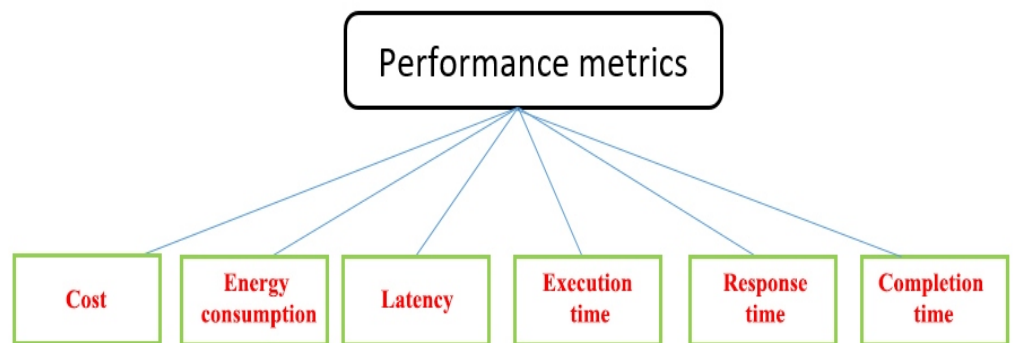 Performance metrics
Cost
Energy
consumption
Latency
Execution
time
Response
time
Completion
time